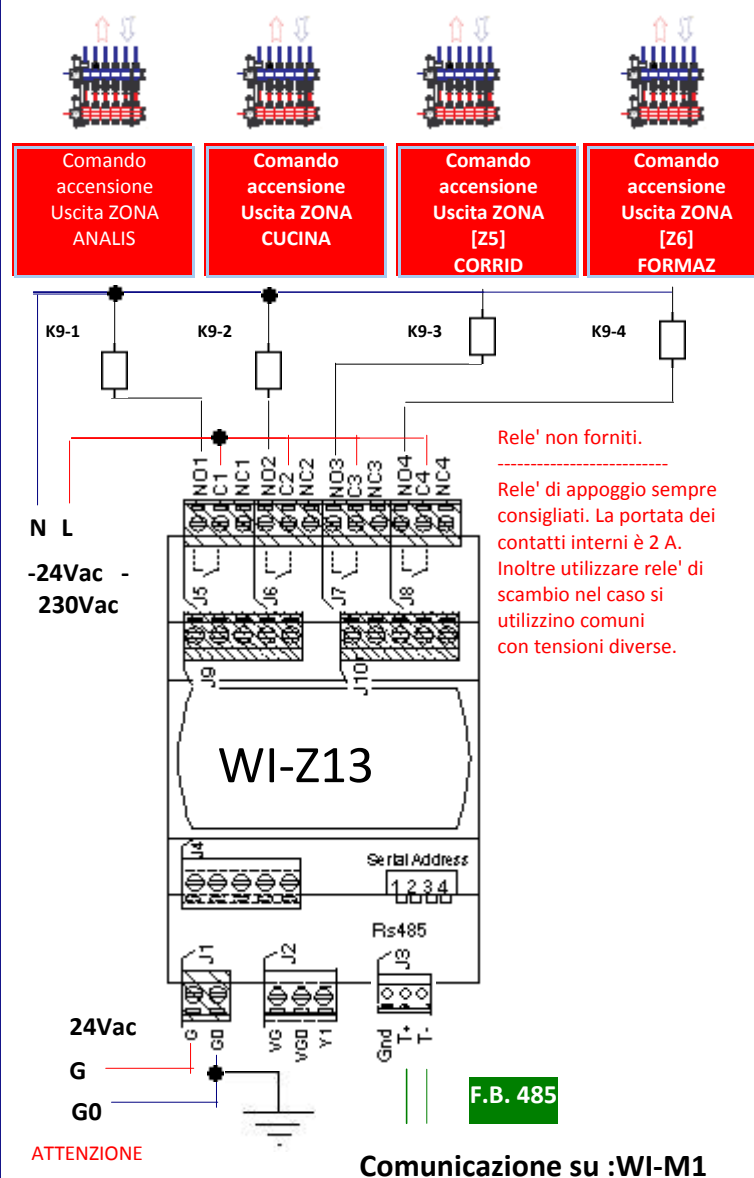 Comando
accensione
Uscita ZONA
ANALIS
Comando
accensione
Uscita ZONA
CUCINA
Comando
accensione
Uscita ZONA
[Z5]
CORRID
Comando
accensione
Uscita ZONA
[Z6]
FORMAZ
K9-1
K9-2
K9-3
K9-4
Rele' non forniti.
--------------------------
Rele' di appoggio sempre
consigliati. La portata dei
contatti interni è 2 A.
Inoltre utilizzare rele' di
scambio nel caso si
utilizzino comuni
con tensioni diverse.
NO1
C1
NC1
NO2
C2
NC2
NO3
C3
NC3
NO4
C4
NC4
N L
-24Vac -
230Vac
J5
J6
J7
J8
J9
J10
WI-Z13
J4
Serial Address
1 2 3 4
Rs485
J1
J2
J3
G
G0
VG
VG0
Y1
Gnd
T+
T-
24Vac
G
G0
F.B. 485
ATTENZIONE
Comunicazione su :WI-M1